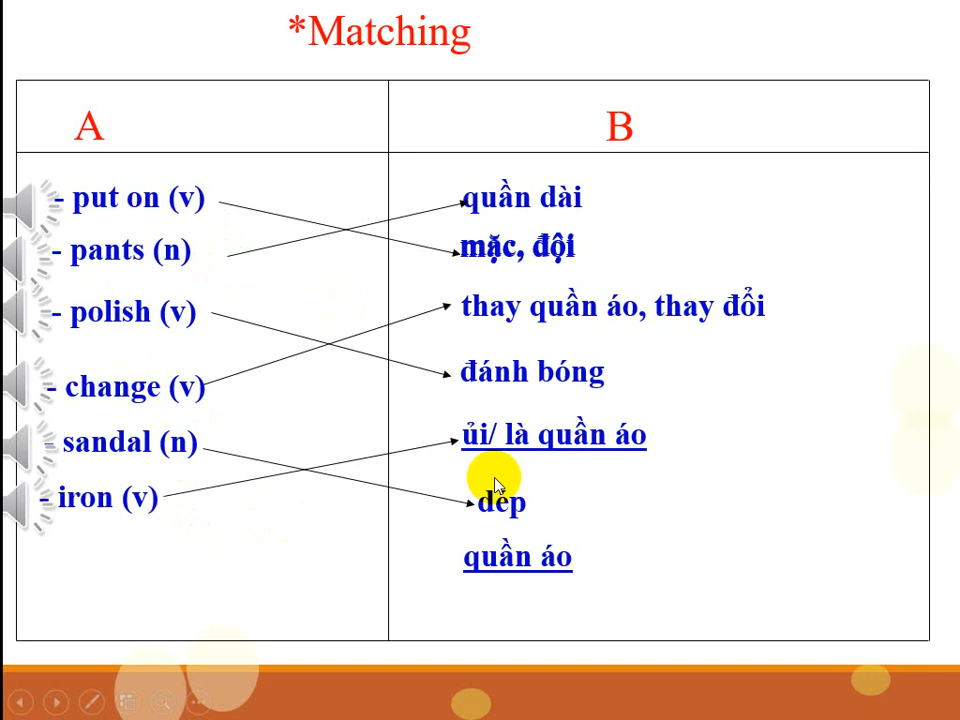 *Matching
A
B
- put on (v)
quần dài
- pants (n)
mặc, đội
- polish (v)
thay quần áo, thay đổi
- change (v)
đánh bóng
- sandal (n)
ủi/ là quần áo
- iron (v)
dép
quần áo